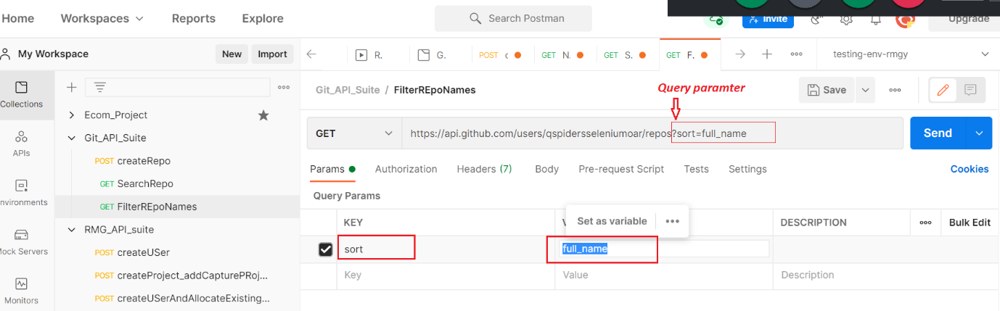 Home Workspaces Reports Explore Search Postman Invite Upgrade
My Workspace New Import R. G. POST GET N. GET S. GET F. testing-env-rmgy
Git_API_Suite / FilterREpoNames Query paramter Save
Collections
Ecom_Project
GET https://api.github.com/users/qspidersseleniumoar/repos?sort=full_name Send
Git_API_Suite
APIs
POST createRepo
Params Authorization Headers (7) Body Pre-request Script Tests Settings Cookies
GET SearchRepo
Query Params
nvironments
GET FilterREpoNames
KEY V Set as variable DESCRIPTION Bulk Edit
RMG_API_suite
sort full_name
Mock Servers
POST createUSer
Key Value Description
POST createProject_addCapturePRoj...
Monitors
POST createUSerAndAllocateExisting...